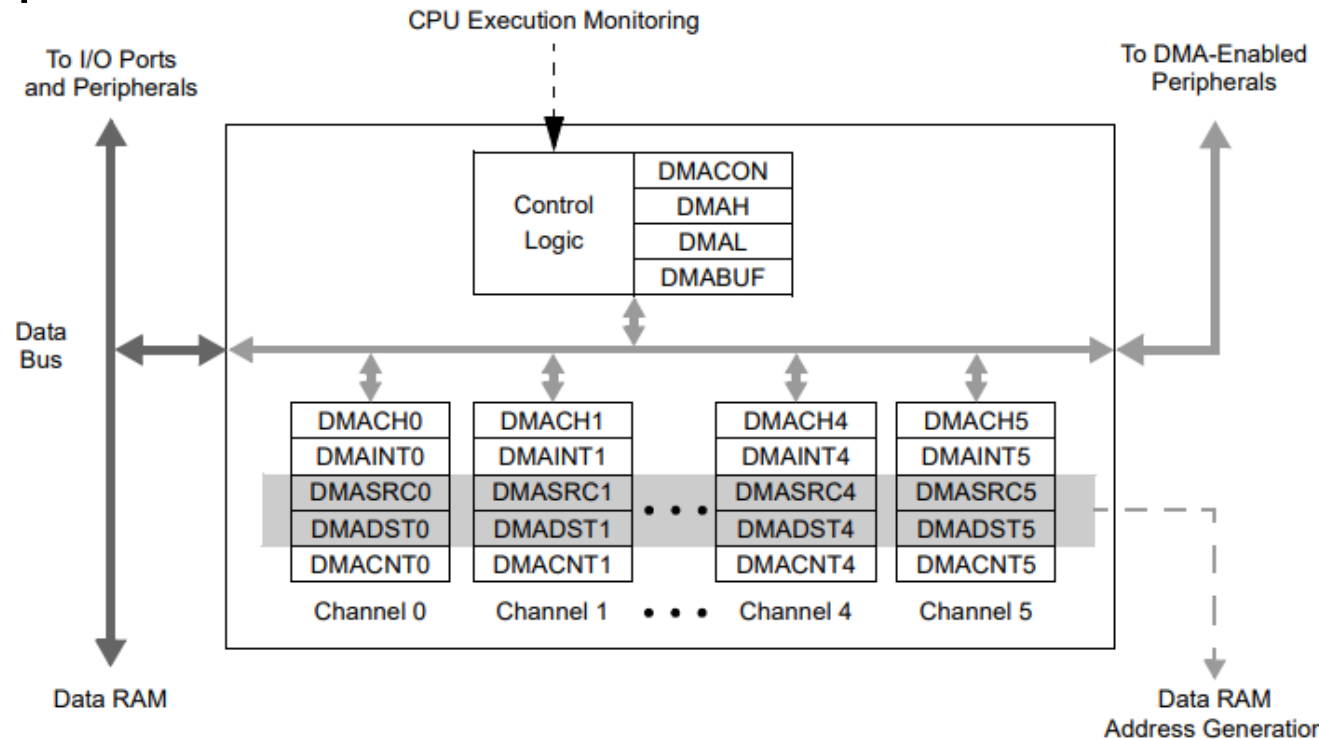 CPU Execution Monitoring
To I/O Ports
and Peripherals
To DMA-Enabled
Peripherals
Control
Logic
DMACON
DMAH
DMAL
DMABUF
Data
Bus
DMACH0
DMAINT0
DMASRC0
DMADST0
DMACNT0
Channel 0
DMACH1
DMAINT1
DMASRC1
DMADST1
DMACNT1
Channel 1
DMACH4
DMAINT4
DMASRC4
DMADST4
DMACNT4
Channel 4
DMACH5
DMAINT5
DMASRC5
DMADST5
DMACNT5
Channel 5
Data RAM
Data RAM
Address Generation